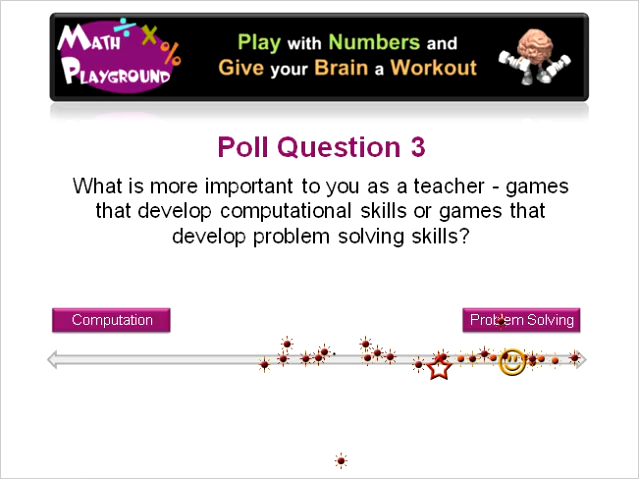 MATH
PLAYGROUND
Play with Numbers and
Give your Brain a Workout
Poll Question 3
What is more important to you as a teacher - games
that develop computational skills or games that
develop problem solving skills?
Computation
Problem Solving